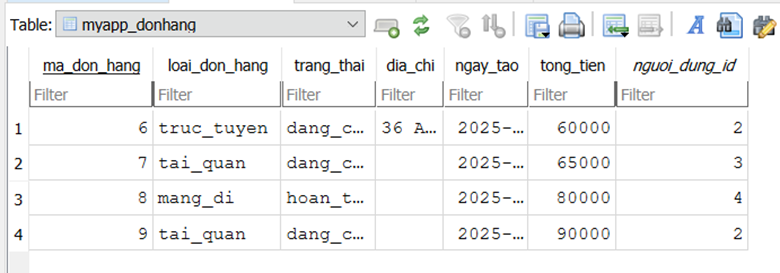 Table: myapp_donhang
ma_don_hang loai_don_hang trang_thai dia_chi ngay_tao tong_tien nguoi_dung_id
Filter Filter Filter Filter Filter Filter Filter
1 6 truc_tuyen dang_c… 36 A… 2025-… 60000 2
2 7 tai_quan dang_c… 2025-… 65000 3
3 8 mang_di hoan_t… 2025-… 80000 4
4 9 tai_quan dang_c… 2025-… 90000 2